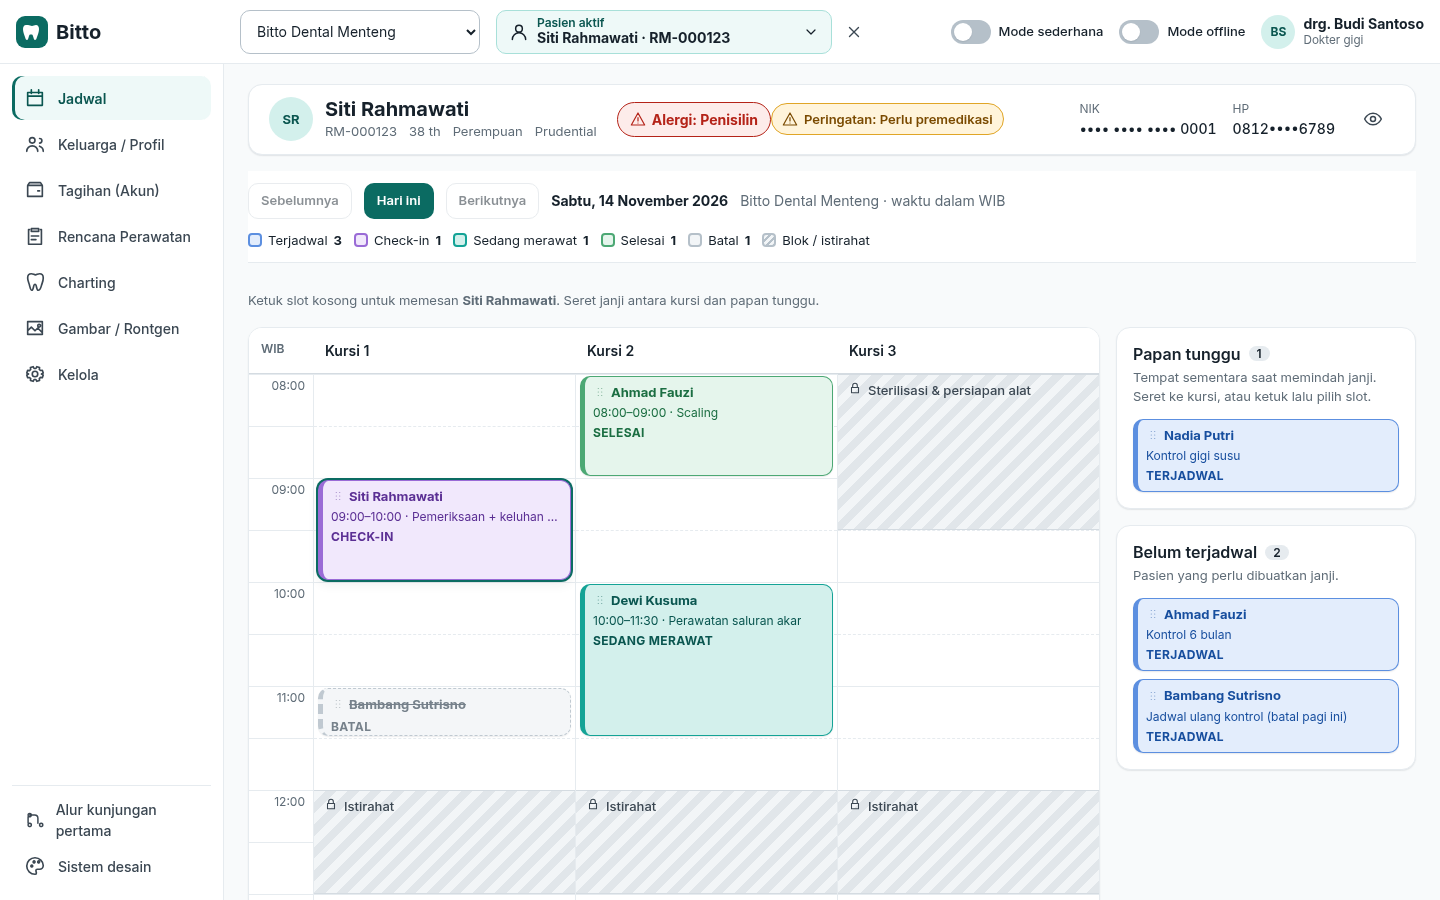 Bitto
Bitto Dental Menteng
Pasien aktif
Siti Rahmawati · RM-000123
Mode sederhana
Mode offline
BS
drg. Budi Santoso
Dokter gigi
Jadwal
Keluarga / Profil
Tagihan (Akun)
Rencana Perawatan
Charting
Gambar / Rontgen
Kelola
Alur kunjungan
pertama
Sistem desain
SR
Siti Rahmawati
RM-000123 38 th Perempuan Prudential
Alergi: Penisilin
Peringatan: Perlu premedikasi
NIK
•••• •••• •••• 0001
HP
0812••••6789
Sebelumnya
Hari ini
Berikutnya
Sabtu, 14 November 2026
Bitto Dental Menteng · waktu dalam WIB
Terjadwal 3
Check-in 1
Sedang merawat 1
Selesai 1
Batal 1
Blok / istirahat
Ketuk slot kosong untuk memesan Siti Rahmawati. Seret janji antara kursi dan papan tunggu.
WIB
Kursi 1
Kursi 2
Kursi 3
08:00
Ahmad Fauzi
08:00–09:00 · Scaling
SELESAI
Sterilisasi & persiapan alat
09:00
Siti Rahmawati
09:00–10:00 · Pemeriksaan + keluhan ...
CHECK-IN
10:00
Dewi Kusuma
10:00–11:30 · Perawatan saluran akar
SEDANG MERAWAT
11:00
Bambang Sutrisno
BATAL
12:00
Istirahat
Istirahat
Istirahat
Papan tunggu 1
Tempat sementara saat memindah janji.
Seret ke kursi, atau ketuk lalu pilih slot.
Nadia Putri
Kontrol gigi susu
TERJADWAL
Belum terjadwal 2
Pasien yang perlu dibuatkan janji.
Ahmad Fauzi
Kontrol 6 bulan
TERJADWAL
Bambang Sutrisno
Jadwal ulang kontrol (batal pagi ini)
TERJADWAL